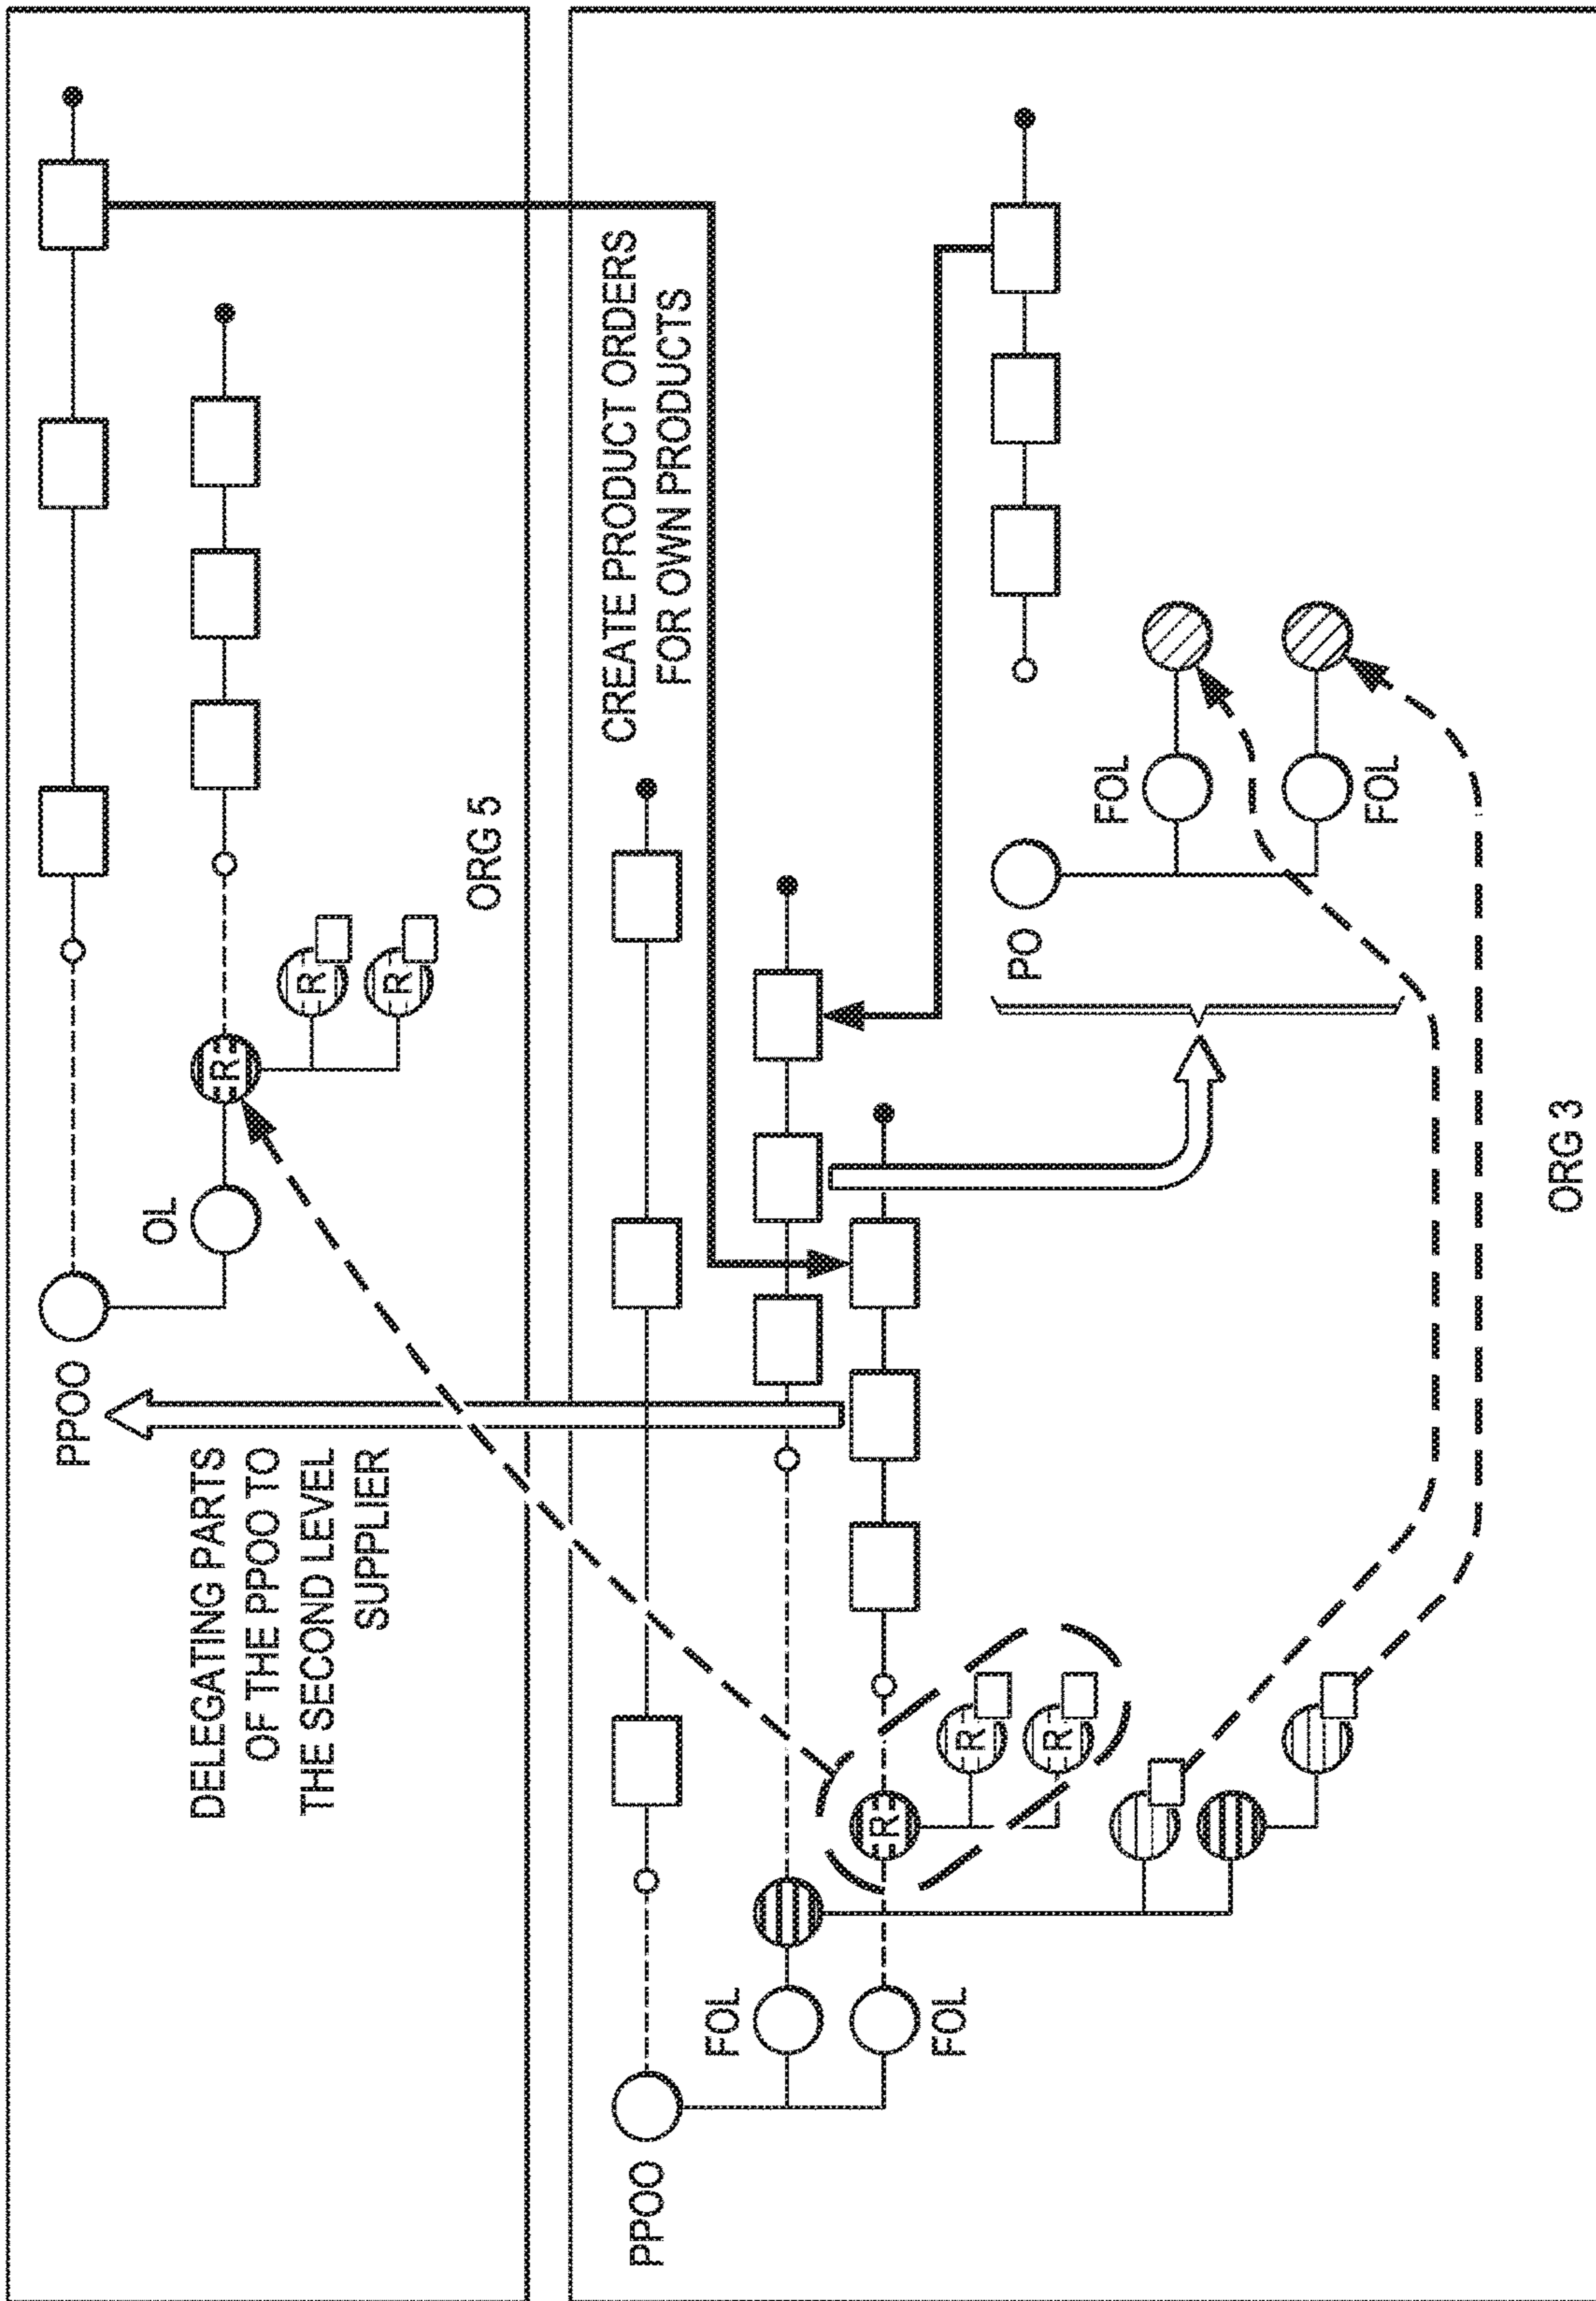 PPOO
OL
DELEGATING PARTS
OF THE PPOO TO
THE SECOND LEVEL
SUPPLIER
R
R
R
ORG 5
PPOO
CREATE PRODUCT ORDERS
FOR OWN PRODUCTS
FOL
FOL
R
R
R
PO
FOL
FOL
ORG 3